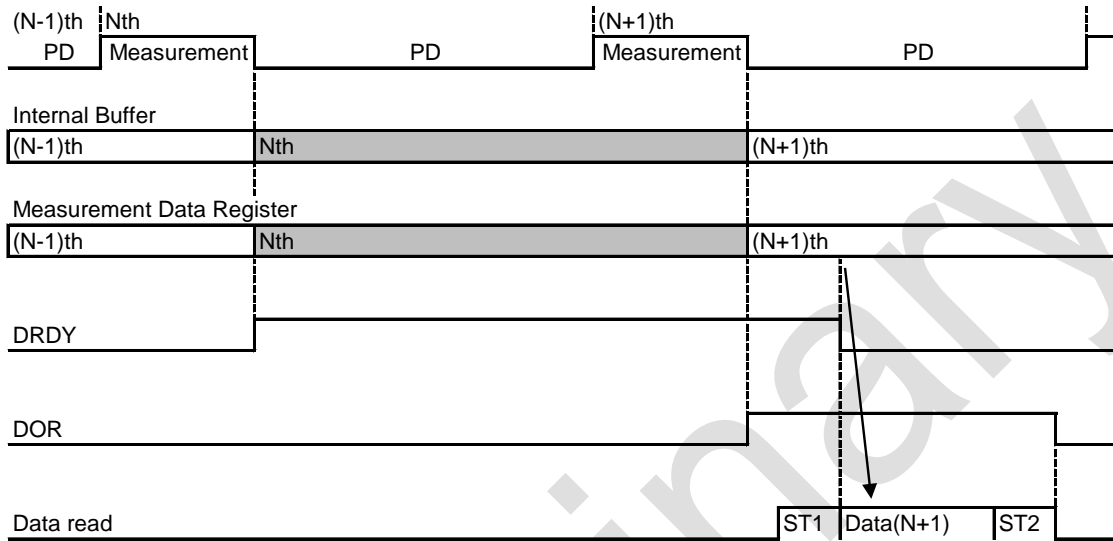 (N-1)th Nth (N+1)th
PD Measurement PD Measurement PD
Internal Buffer
(N-1)th Nth (N+1)th
Measurement Data Register
(N-1)th Nth (N+1)th
DRDY
DOR
Data read ST1 Data(N+1) ST2
inary